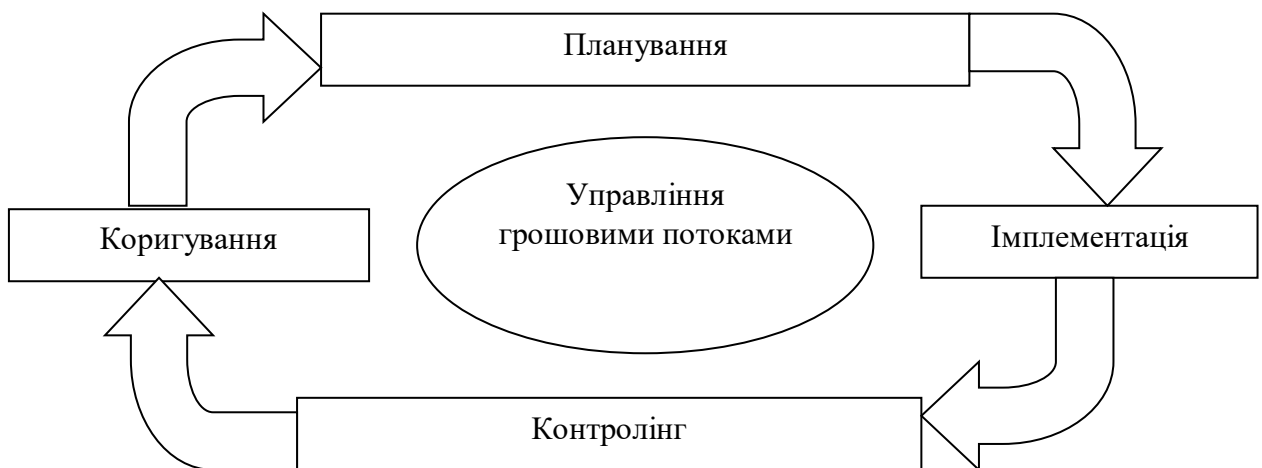 Планування
Управління
грошовими потоками
Коригування
Імплементація
Контролінг